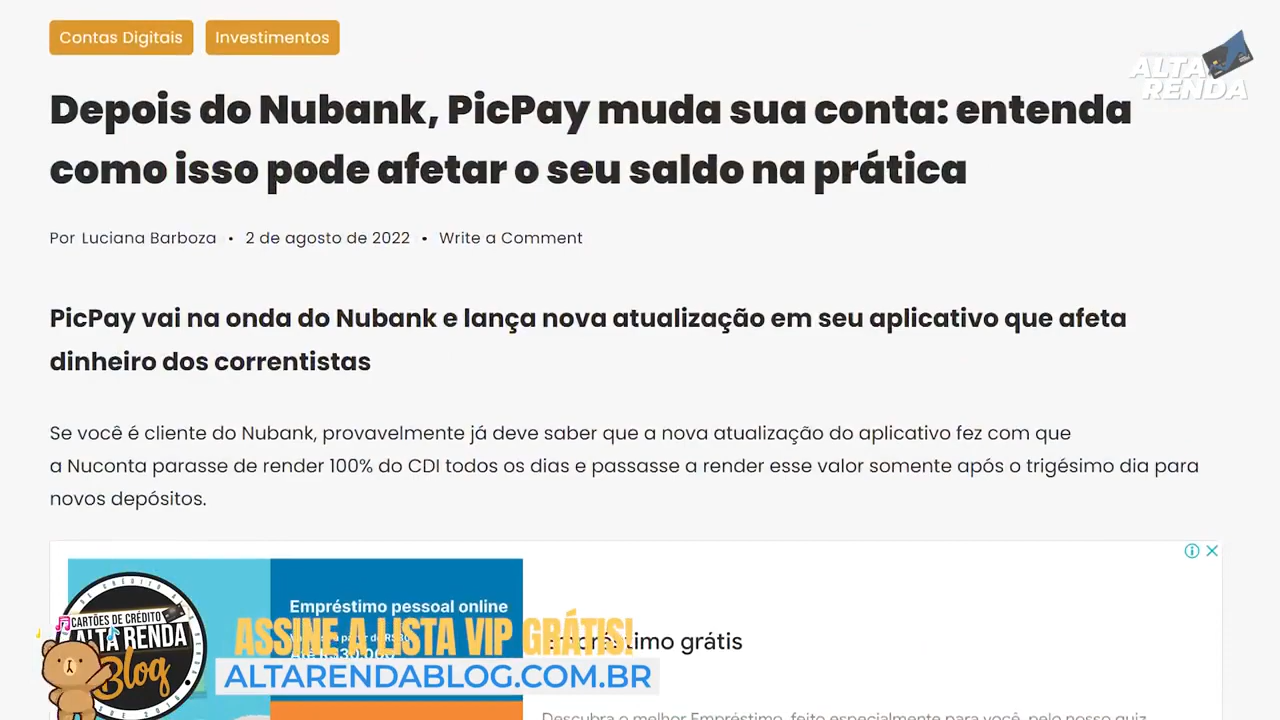 Contas Digitais
Investimentos
ALTA
RENDA
Depois do Nubank, PicPay muda sua conta: entenda
como isso pode afetar o seu saldo na prática
Por Luciana Barboza • 2 de agosto de 2022 • Write a Comment
PicPay vai na onda do Nubank e lança nova atualização em seu aplicativo que afeta
dinheiro dos correntistas
Se você é cliente do Nubank, provavelmente já deve saber que a nova atualização do aplicativo fez com que
a Nuconta parasse de render 100% do CDI todos os dias e passasse a render esse valor somente após o trigésimo dia para
novos depósitos.
Empréstimo pessoal online
Empréstimo grátis
CARTÕES DE CRÉDITO
ALTA RENDA
Blog
ASSINE A LISTA VIP GRÁTIS!
ALTARENDABLOG.COM.BR
Descubra o melhor Empréstimo, feito especialmente para você, pelo nosso quiz